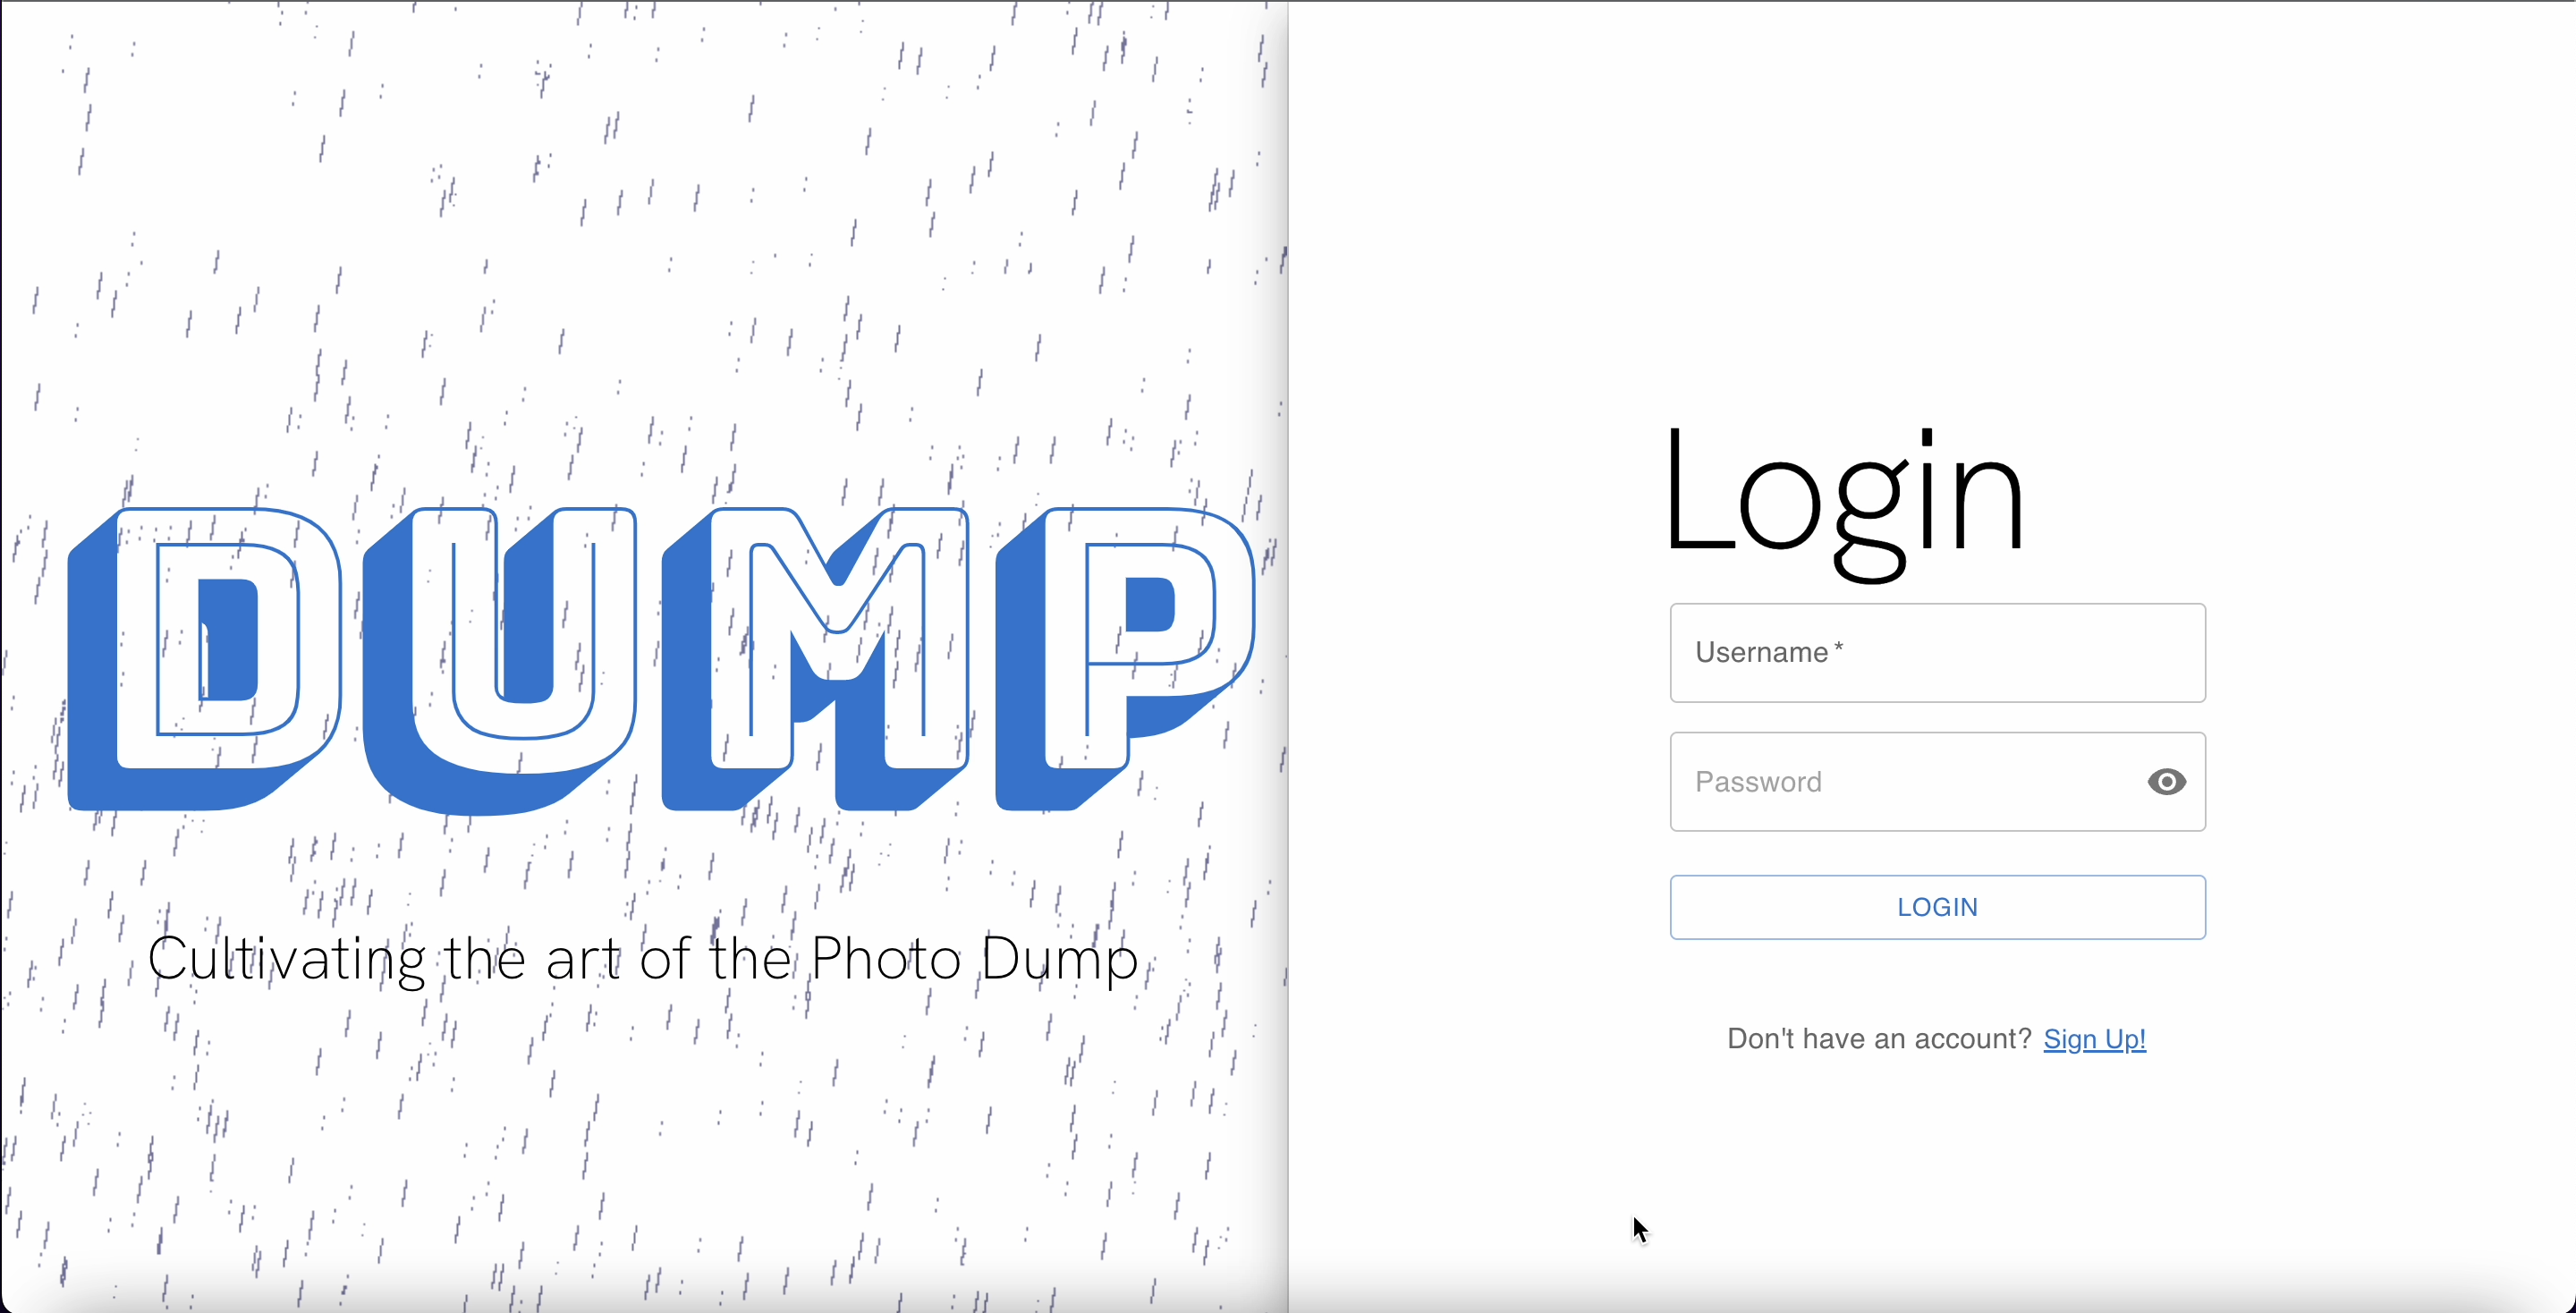 DUMP
Cultivating the art of the Photo Dump
Login
Username *
Password
LOGIN
Don't have an account? Sign Up!